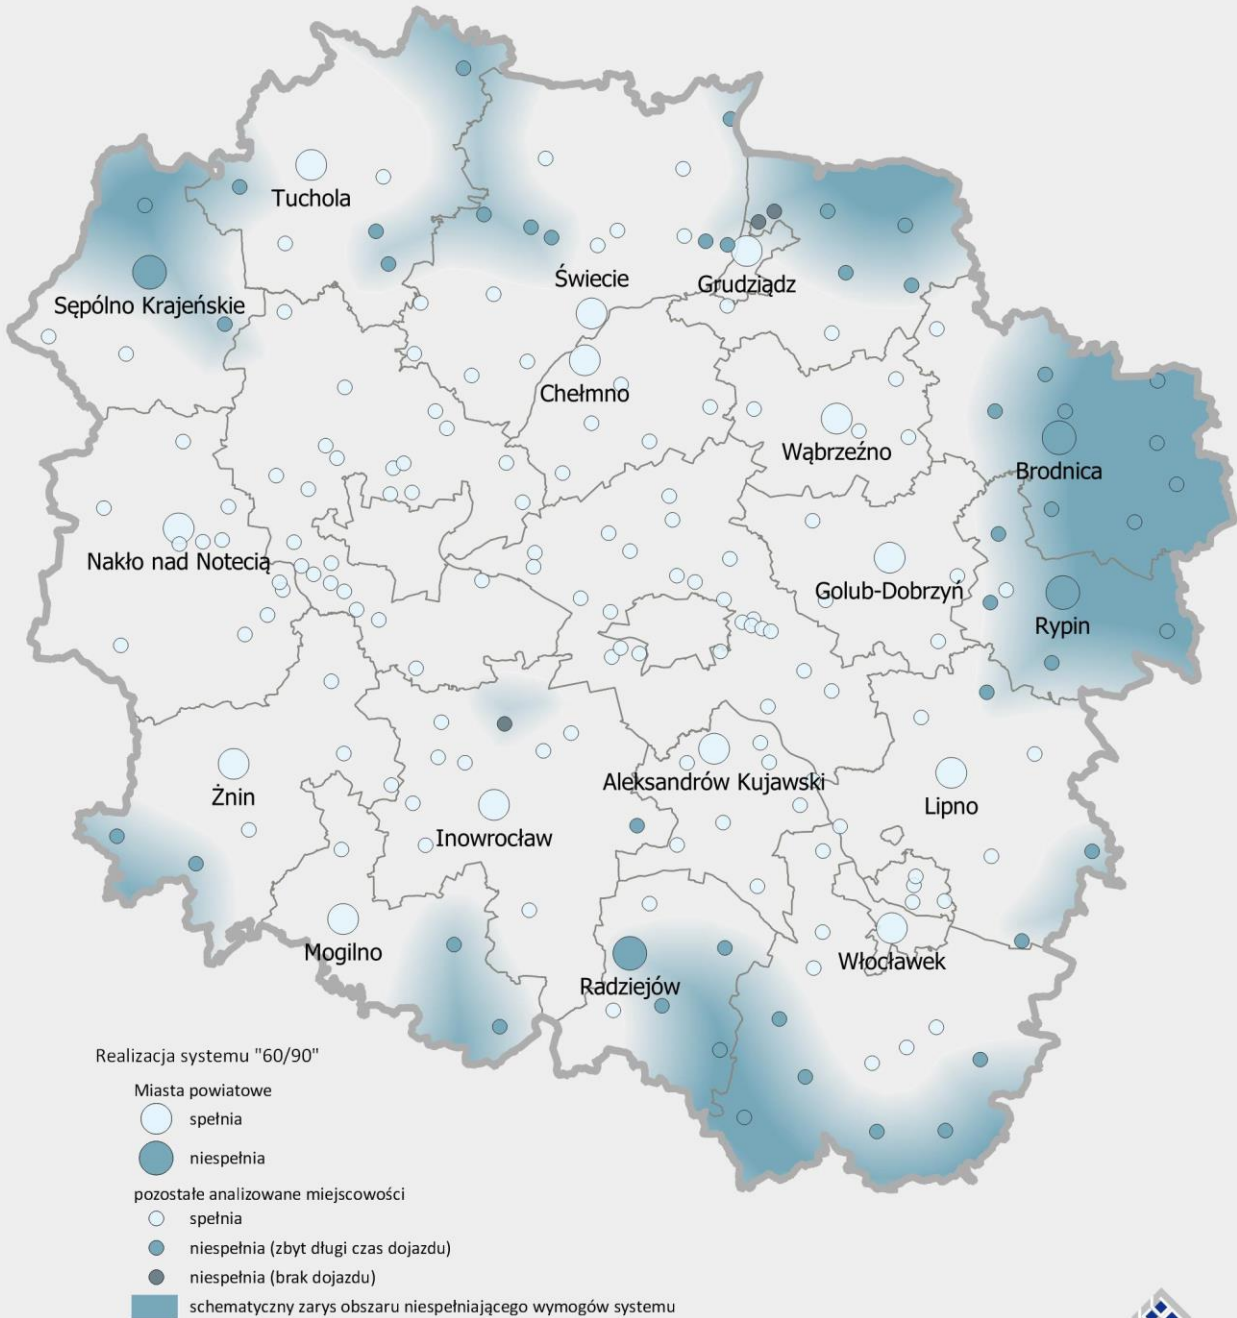 Tuchola
Świecie
Grudziądz
Sępólno Krajeńskie
Chełmno
Wąbrzeźno
Brodnica
Nakło nad Notecią
Golub-Dobrzyń
Rypin
Żnin
Aleksandrów Kujawski
Lipno
Inowrocław
Mogilno
Radziejów
Włocławek
Realizacja systemu "60/90"
Miasta powiatowe
spełnia
niespełnia
pozostałe analizowane miejscowości
spełnia
niespełnia (zbyt długi czas dojazdu)
niespełnia (brak dojazdu)
schematyczny zarys obszaru niespełniającego wymogów systemu